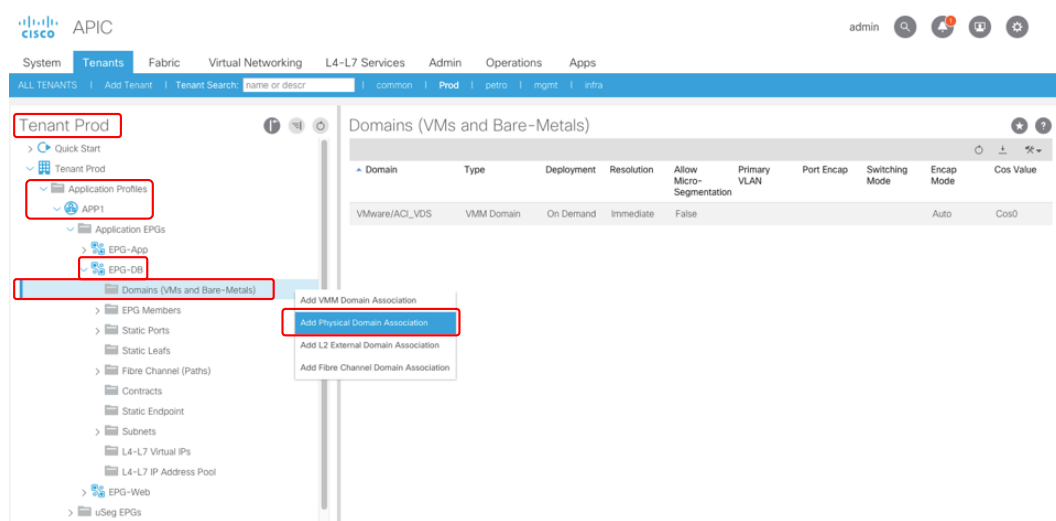 CISCO APIC admin 1
System Tenants Fabric Virtual Networking L4-L7 Services Admin Operations Apps
ALL TENANTS | Add Tenant | Tenant Search: name or descr | common | Prod | petro | mgmt | infra
Tenant Prod
Quick Start
Tenant Prod
Application Profiles
APP1
Application EPGs
EPG-App
EPG-DB
Domains (VMs and Bare-Metals)
EPG Members
Static Ports
Static Leafs
Fibre Channel (Paths)
Contracts
Static Endpoint
Subnets
L4-L7 Virtual IPs
L4-L7 IP Address Pool
EPG-Web
uSeg EPGs
Add VMM Domain Association
Add Physical Domain Association
Add L2 External Domain Association
Add Fibre Channel Domain Association
Domains (VMs and Bare-Metals)
Domain Type Deployment Resolution Allow Micro-Segmentation Primary VLAN Port Encap Switching Mode Encap Mode Cos Value
VMware/ACI_VDS VMM Domain On Demand Immediate False Auto Cos0